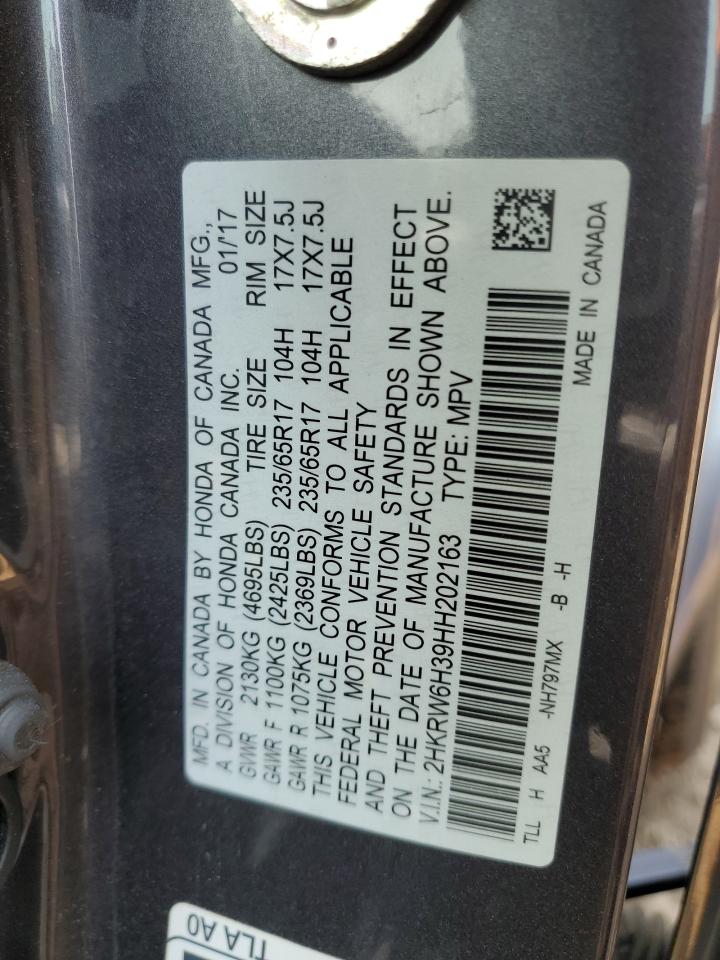 MFD. IN CANADA BY HONDA OF CANADA MFG.,
A DIVISION OF HONDA CANADA INC. 01/'17
GVWR 2130KG (4695LBS) TIRE SIZE RIM SIZE
GAWR F 1100KG (2425LBS) 235/65R17 104H 17X7.5J
GAWR R 1075KG (2369LBS) 235/65R17 104H 17X7.5J
THIS VEHICLE CONFORMS TO ALL APPLICABLE
FEDERAL MOTOR VEHICLE SAFETY
AND THEFT PREVENTION STANDARDS IN EFFECT
ON THE DATE OF MANUFACTURE SHOWN ABOVE.
V.I.N.: 2HKRW6H39HH202163 TYPE: MPV
TLL H AA5 -NH797MX -B -H
MADE IN CANADA
TLA A0